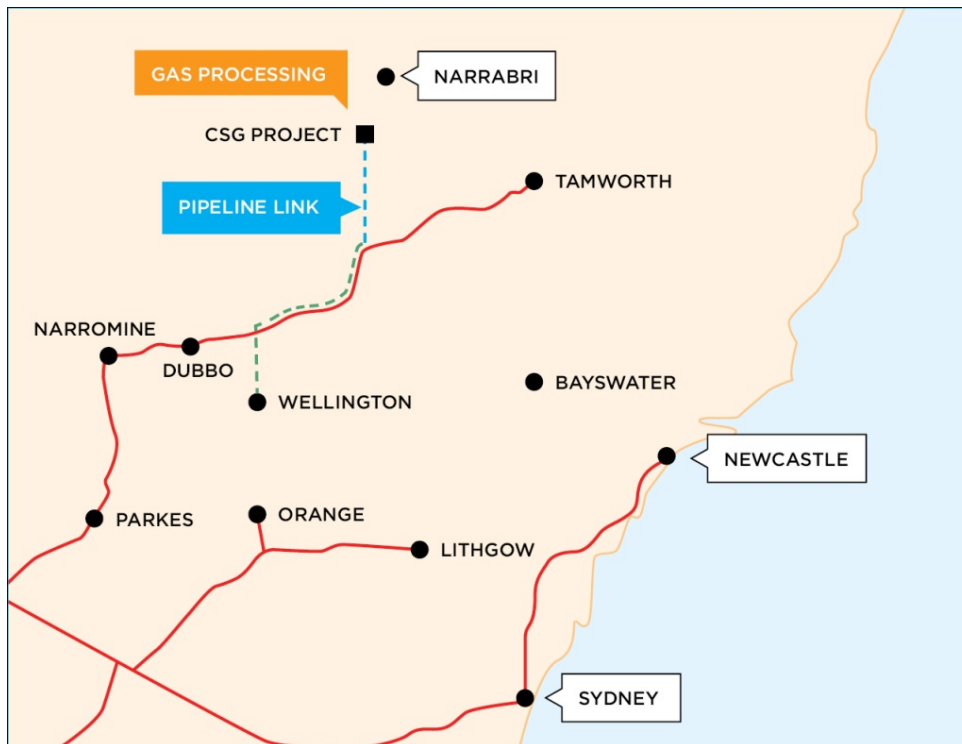 GAS PROCESSING
NARRABRI
CSG PROJECT
TAMWORTH
PIPELINE LINK
NARROMINE
DUBBO
BAYSWATER
WELLINGTON
NEWCASTLE
PARKES
ORANGE
LITHGOW
SYDNEY